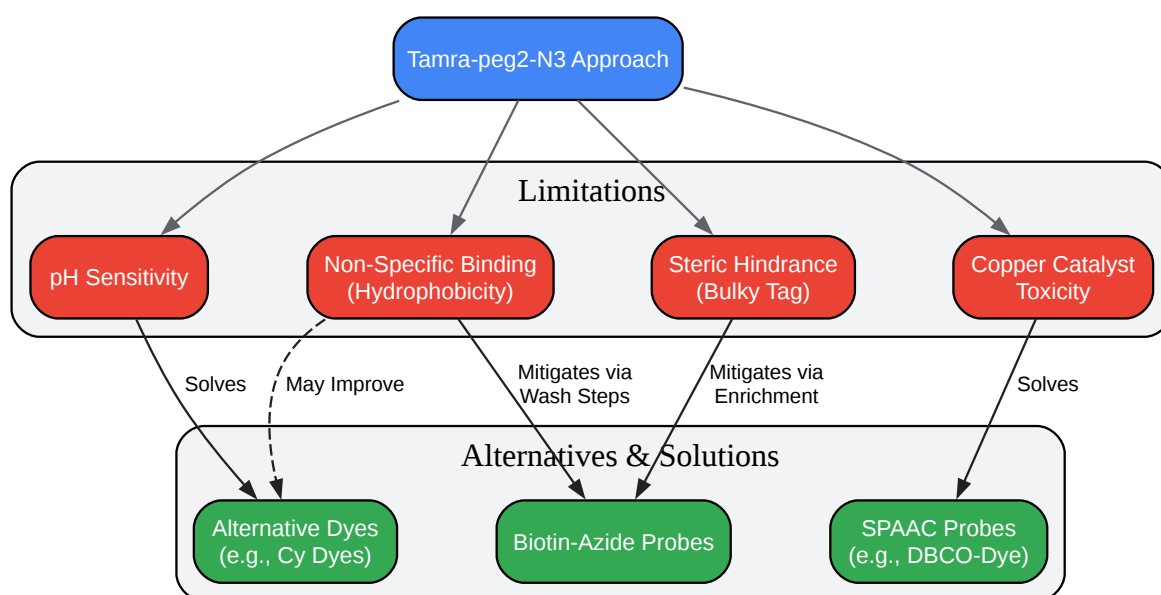 Tamra-peg2-N3 Approach
Limitations
pH Sensitivity
Non-Specific Binding
(Hydrophobicity)
Steric Hindrance
(Bulky Tag)
Copper Catalyst
Toxicity
Solves
May Improve
Mitigates via
Wash Steps
Mitigates via
Enrichment
Solves
Alternatives & Solutions
Alternative Dyes
(e.g., Cy Dyes)
Biotin-Azide Probes
SPAAC Probes
(e.g., DBCO-Dye)